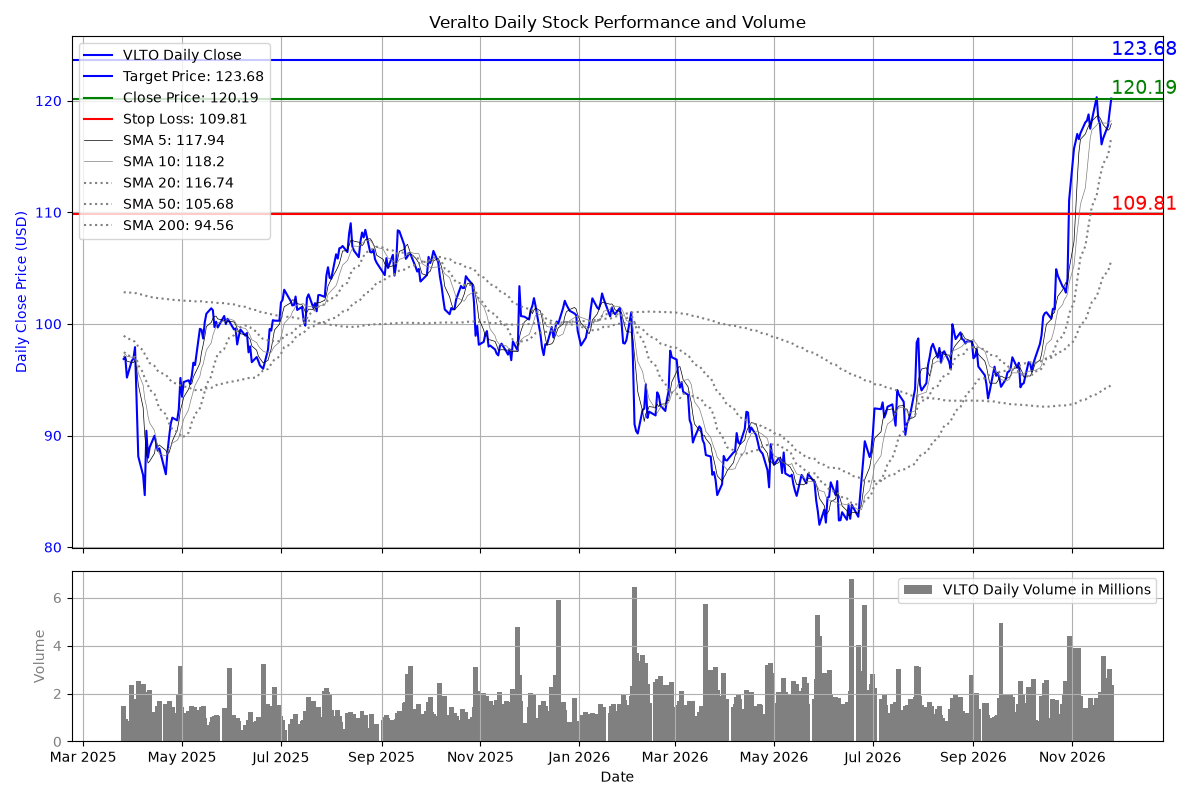 Veralto Daily Stock Performance and Volume
VLTO Daily Close
Target Price: 123.68
Close Price: 120.19
Stop Loss: 109.81
SMA 5: 117.94
SMA 10: 118.2
SMA 20: 116.74
SMA 50: 105.68
SMA 200: 94.56
123.68
120.19
109.81
Daily Close Price (USD)
120
110
100
90
80
VLTO Daily Volume in Millions
Volume
6
4
2
0
Mar 2025 May 2025 Jul 2025 Sep 2025 Nov 2025 Jan 2026 Mar 2026 May 2026 Jul 2026 Sep 2026 Nov 2026
Date